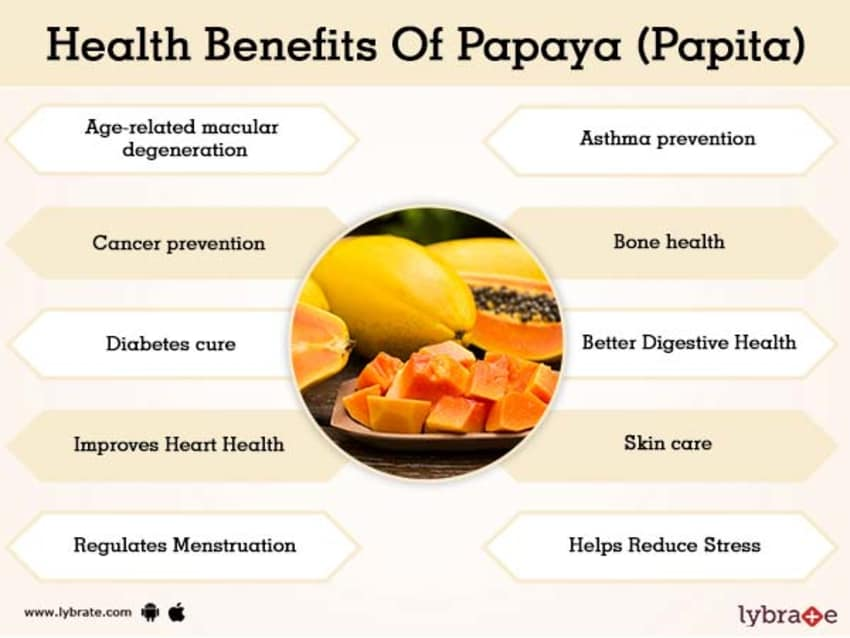 Health Benefits Of Papaya (Papita)
Age-related macular
degeneration
Asthma prevention
Cancer prevention
Bone health
Diabetes cure
Better Digestive Health
Improves Heart Health
Skin care
Regulates Menstruation
Helps Reduce Stress
www.lybrate.com
lybrate